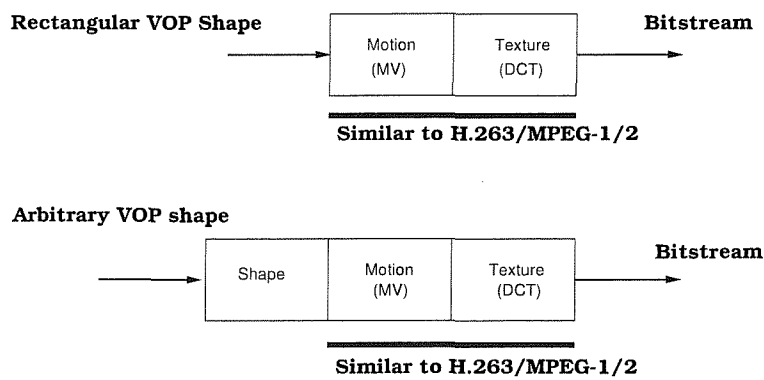 Rectangular VOP Shape
Bitstream
Motion
(MV)
Texture
(DCT)
Similar to H.263/MPEG-1/2
Arbitrary VOP shape
Bitstream
Shape
Motion
(MV)
Texture
(DCT)
Similar to H.263/MPEG-1/2